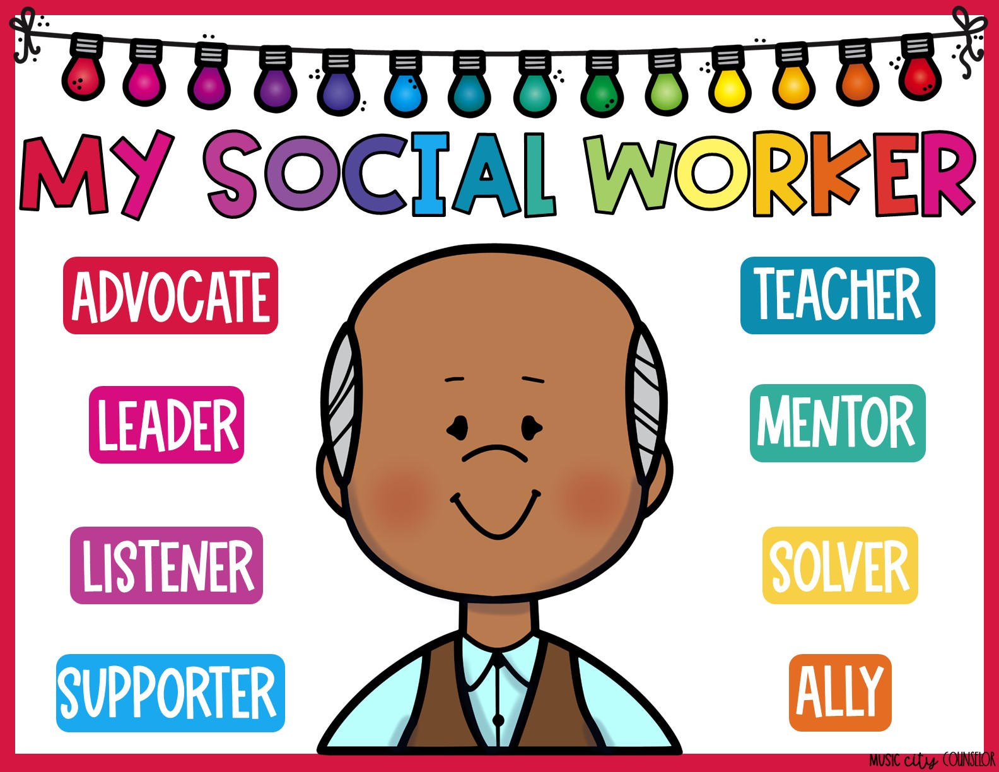 MY SOCIAL WORKER
ADVOCATE
LEADER
LISTENER
SUPPORTER
TEACHER
MENTOR
SOLVER
ALLY
MUSIC city COUNSELOR